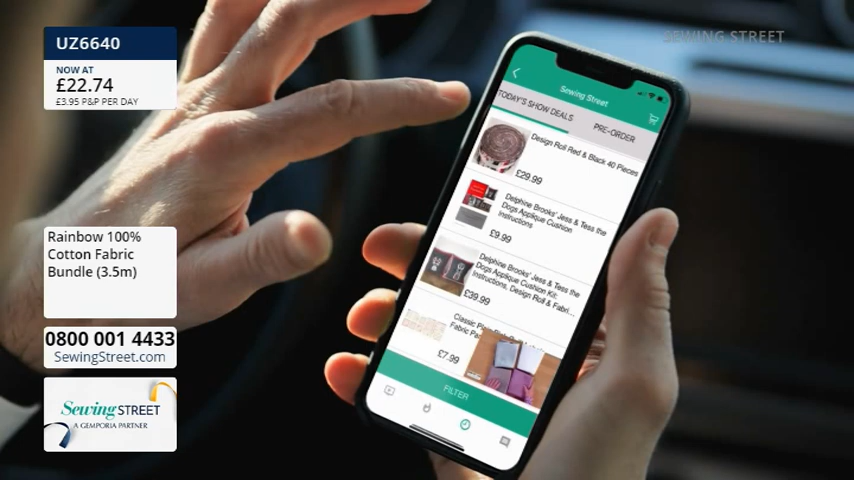 UZ6640
NOW AT
£22.74
£3.95 P&P PER DAY
Rainbow 100%
Cotton Fabric
Bundle (3.5m)
0800 001 4433
SewingStreet.com
Sewing STREET
A GEMPORIA PARTNER
SEWING STREET
Sewing Street
TODAY'S SHOW DEALS
PRE-ORDER
Design Roll Red & Black 40 Pieces
£29.99
Delphine Brooks' Jess & Tess the
Dogs Applique Cushion
Instructions
£9.99
Delphine Brooks' Jess & Tess the
Dogs Applique Cushion Kit:
Instructions, Design Roll & Fabri...
£39.99
Classic
Fabric
£7.99
FILTER